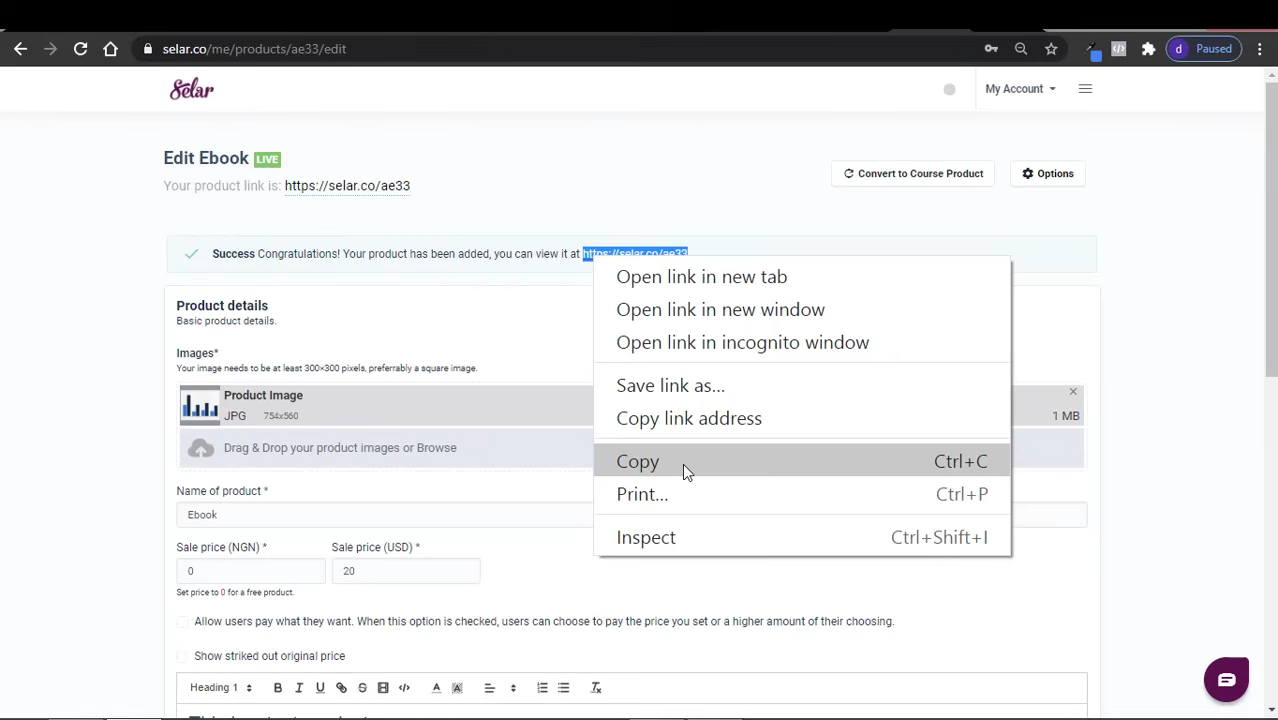 selar.co/me/products/ae33/edit
d Paused
Selar
My Account
Edit Ebook LIVE
Your product link is: https://selar.co/ae33
Convert to Course Product
Options
Success Congratulations! Your product has been added, you can view it at https://selar.co/ae33
Open link in new tab
Open link in new window
Open link in incognito window
Save link as...
Copy link address
Copy Ctrl+C
Print... Ctrl+P
Inspect Ctrl+Shift+I
Product details
Basic product details.
Images*
Your image needs to be at least 300×300 pixels, preferrably a square image.
Product Image
JPG 754x560
1 MB
Drag & Drop your product images or Browse
Name of product *
Ebook
Sale price (NGN) * Sale price (USD) *
0 20
Set price to 0 for a free product.
Allow users pay what they want. When this option is checked, users can choose to pay the price you set or a higher amount of their choosing.
Show striked out original price
Heading 1 B I U S A A